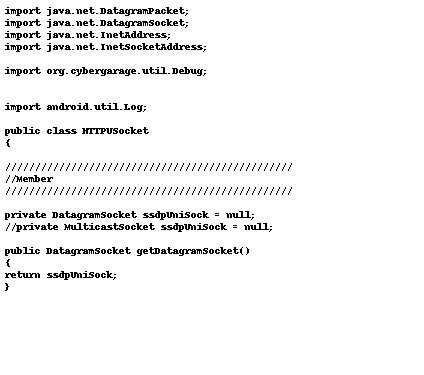 import java.net.DatagramPacket;
import java.net.DatagramSocket;
import java.net.InetAddress;
import java.net.InetSocketAddress;
import org.cybergarage.util.Debug;
import android.util.Log;
public class HTTPUSocket
{
////////////////////////////////////////////////
//Member
////////////////////////////////////////////////
private DatagramSocket ssdpUniSock = null;
//private MulticastSocket ssdpUniSock = null;
public DatagramSocket getDatagramSocket()
{
return ssdpUniSock;
}